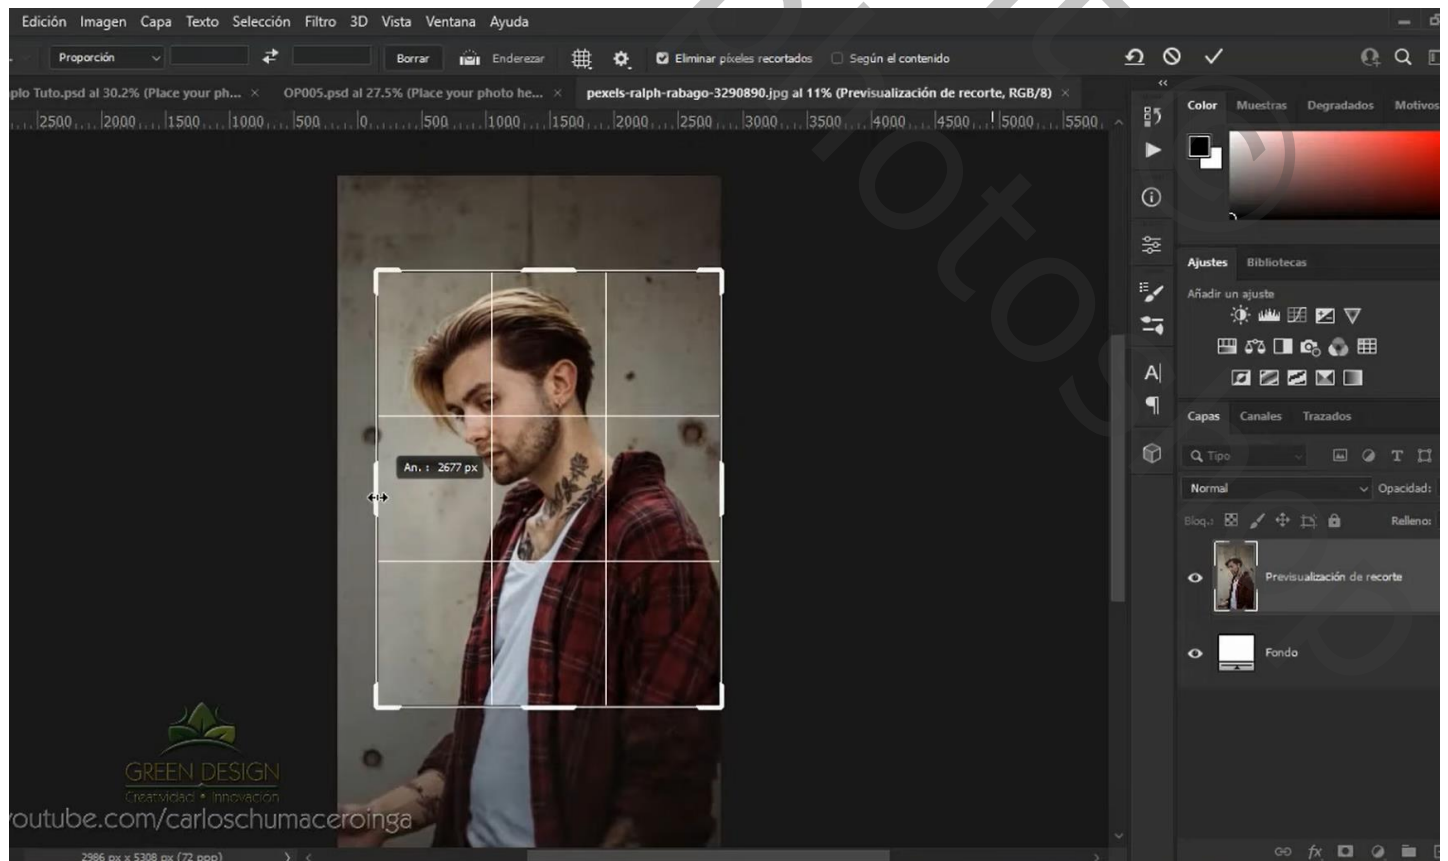 Edición Imagen Capa Texto Selección Filtro 3D Vista Ventana Ayuda
Proporción Borrar Enderezar Eliminar píxeles recortados Según el contenido
plo Tuto.psd al 30.2% (Place your ph... × OP005.psd al 27.5% (Place your photo he... × pexels-ralph-rabago-3290890.jpg al 11% (Previsualización de recorte, RGB/8) ×
2500 2000 1500 1000 500 0 500 1000 1500 2000 2500 3000 3500 4000 4500 5000 5500
Color Muestras Degradados Motivos
Ajustes Bibliotecas
Añadir un ajuste
Capas Canales Trazados
Tipo
Normal Opacidad:
Bloq.: Relleno:
Previsualización de recorte
Fondo
An. : 2677 px
GREEN DESIGN
Creatividad • Innovación
youtube.com/carloschumaceroinga
2986 px x 5308 px (72 ppp)
photoshop